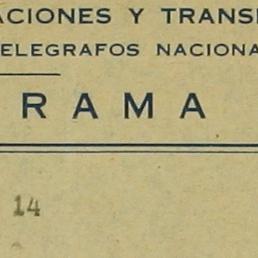 ACIONES Y TRANS
ELEGRAFOS NACIONA
RAMA
14